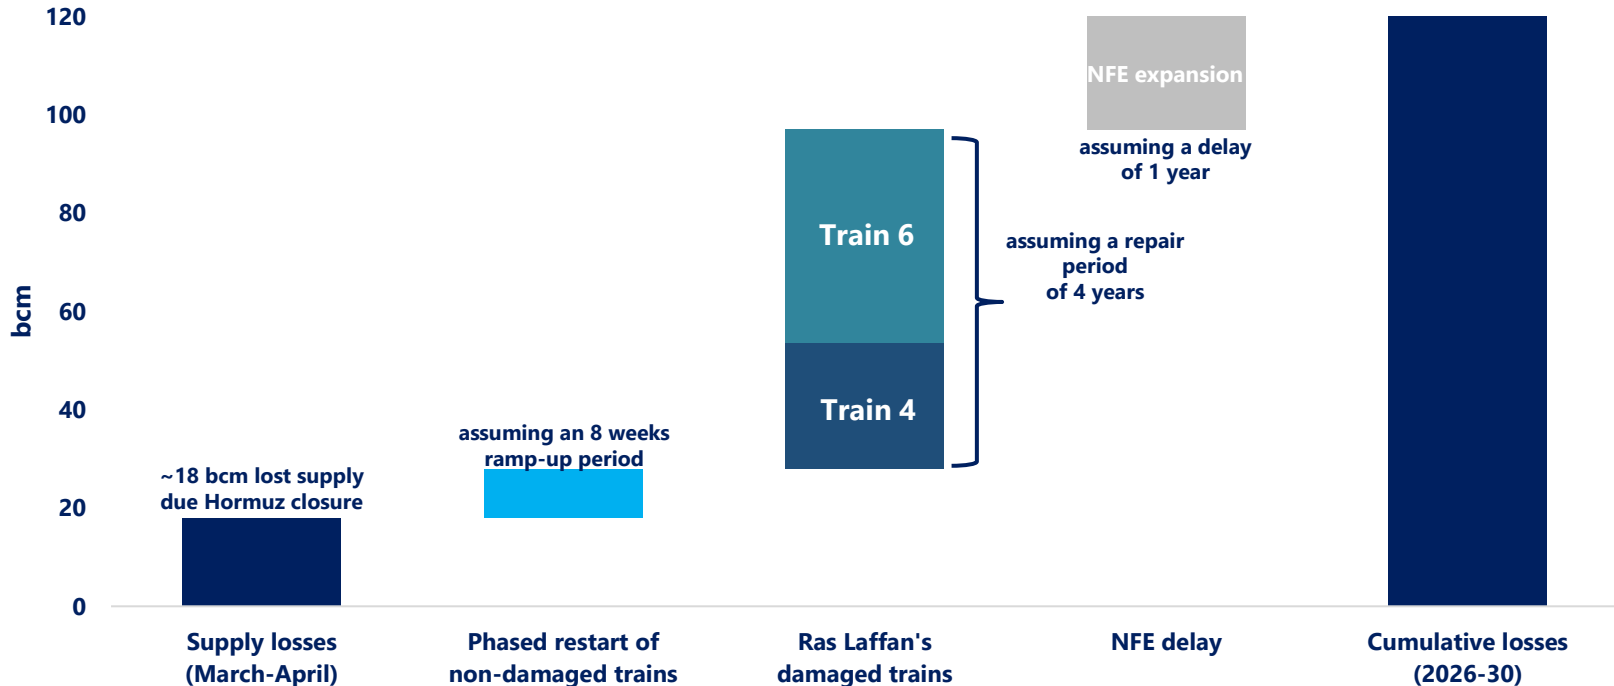 120
100
80
60
40
20
0
bcm
~18 bcm lost supply
due Hormuz closure
assuming an 8 weeks
ramp-up period
Train 6
Train 4
assuming a repair
period
of 4 years
NFE expansion
assuming a delay
of 1 year
Supply losses
(March-April)
Phased restart of
non-damaged trains
Ras Laffan's
damaged trains
NFE delay
Cumulative losses
(2026-30)